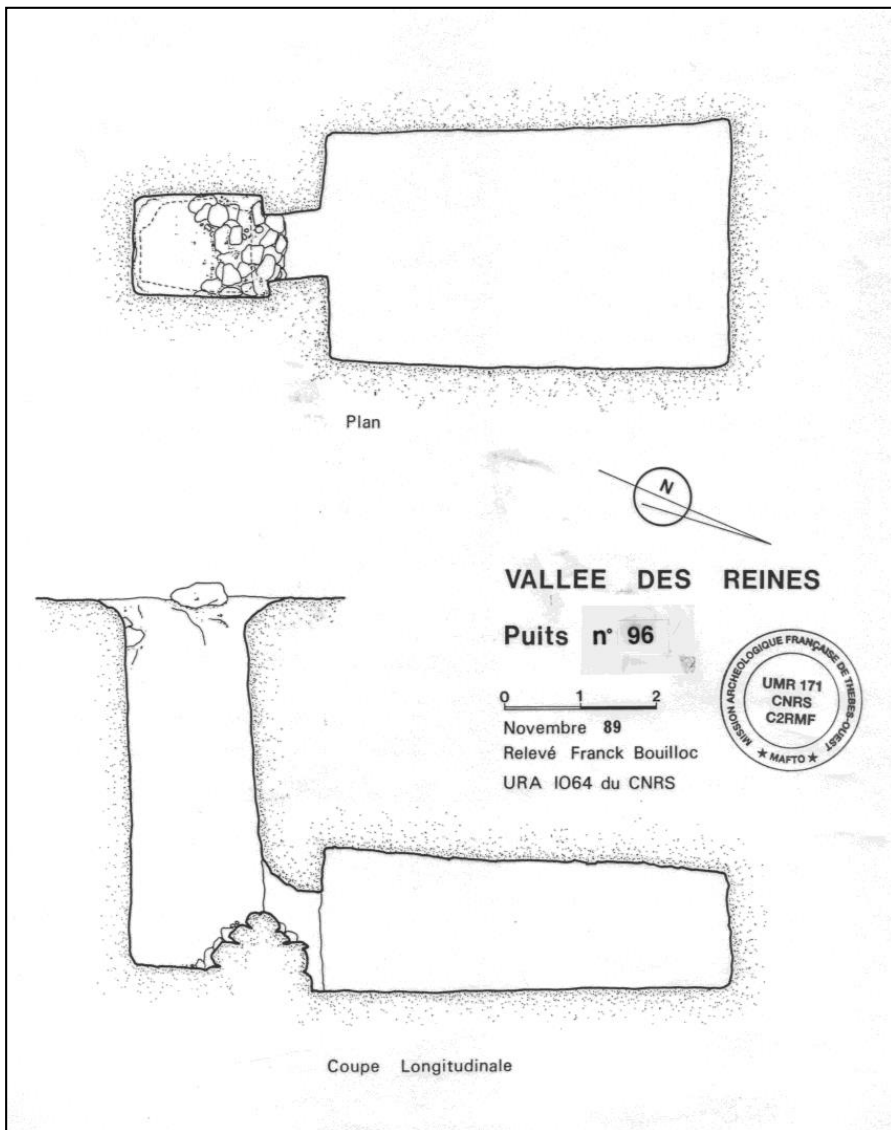 Plan
N
VALLEE DES REINES
Puits n° 96
0 1 2
Novembre 89
Relevé Franck Bouilloc
URA IO64 du CNRS
MISSION ARCHEOLOGIQUE FRANÇAISE DE THEBES-OUEST
UMR 171
CNRS
C2RMF
★ MAFTO ★
Coupe Longitudinale